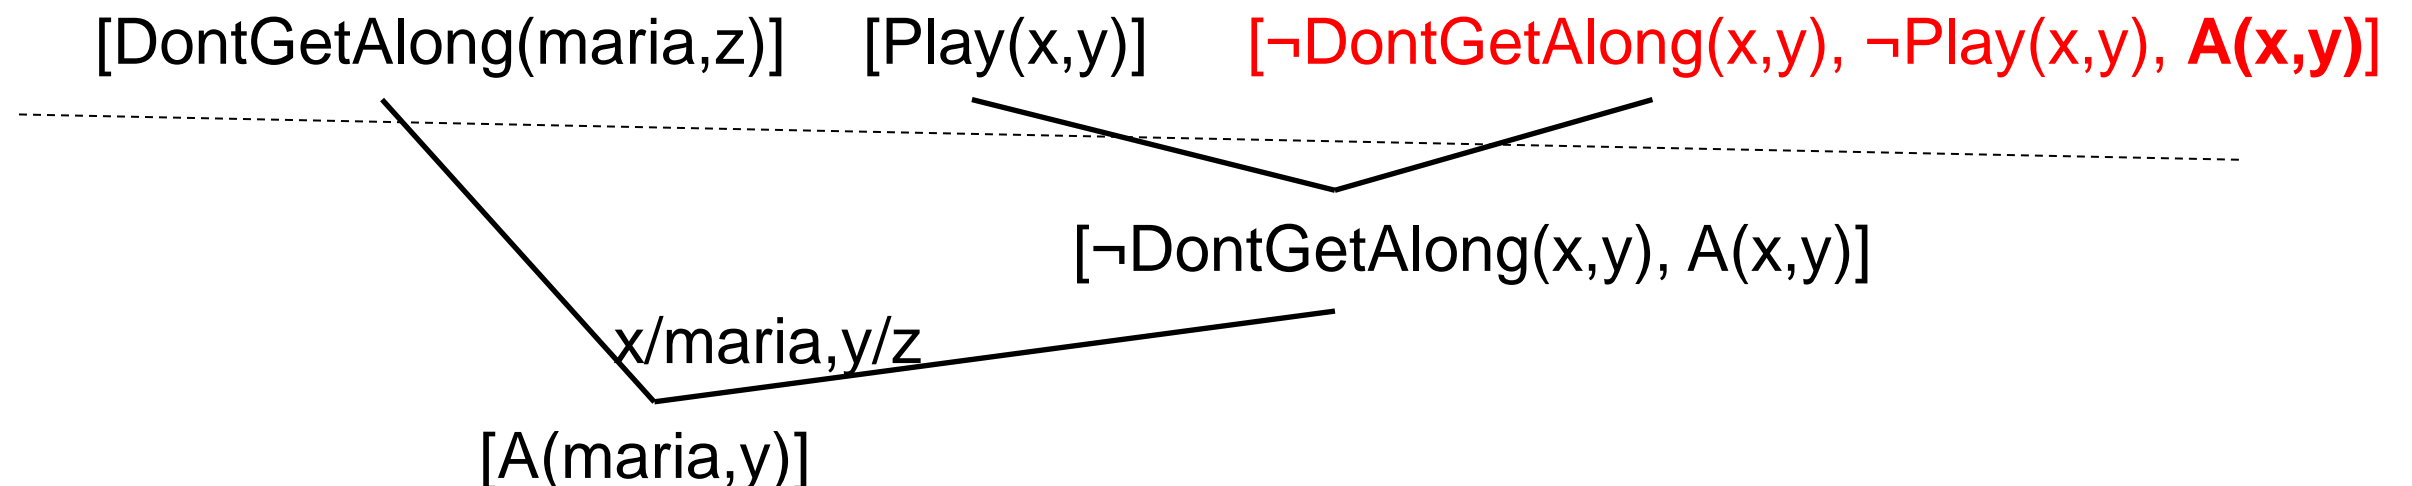 [DontGetAlong(maria,z)] [Play(x,y)] [¬DontGetAlong(x,y), ¬Play(x,y), A(x,y)]
[¬DontGetAlong(x,y), A(x,y)]
x/maria,y/z
[A(maria,y)]